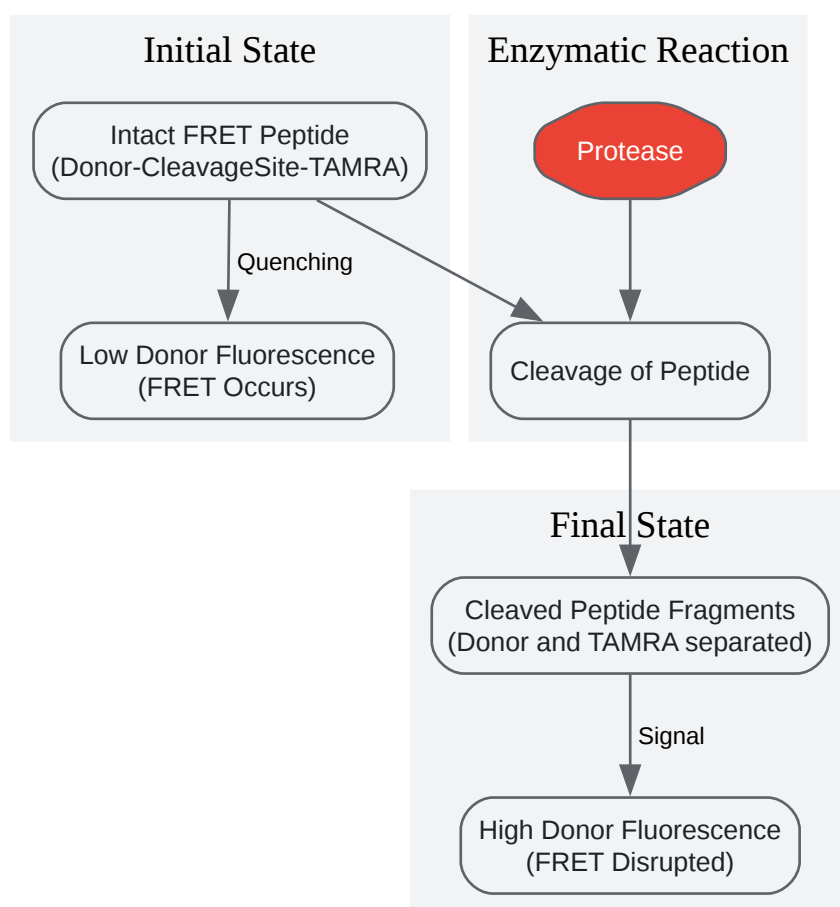 Initial State
Intact FRET Peptide
(Donor-CleavageSite-TAMRA)
Quenching
Low Donor Fluorescence
(FRET Occurs)
Enzymatic Reaction
Protease
Cleavage of Peptide
Final State
Cleaved Peptide Fragments
(Donor and TAMRA separated)
Signal
High Donor Fluorescence
(FRET Disrupted)